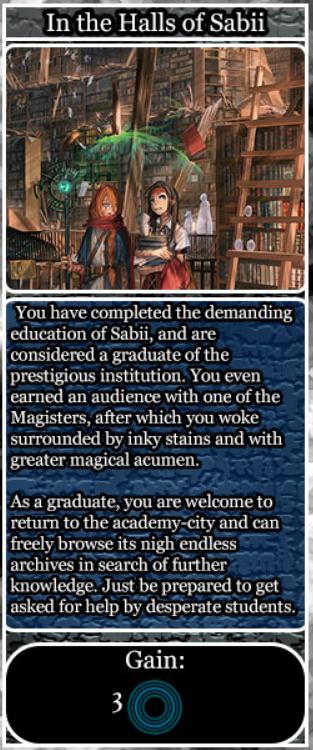 In the Halls of Sabii
You have completed the demanding
education of Sabii, and are
considered a graduate of the
prestigious institution. You even
earned an audience with one of the
Magisters, after which you woke
surrounded by inky stains and with
greater magical acumen.
As a graduate, you are welcome to
return to the academy-city and can
freely browse its nigh endless
archives in search of further
knowledge. Just be prepared to get
asked for help by desperate students.
Gain:
3